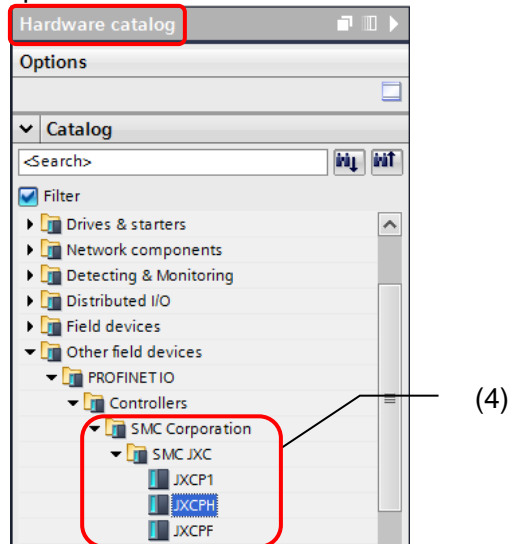 Hardware catalog
Options
Catalog
<Search>
Filter
Drives & starters
Network components
Detecting & Monitoring
Distributed I/O
Field devices
Other field devices
PROFINET IO
Controllers
(4)
SMC Corporation
SMC JXC
JXCP1
JXCPH
JXCPF